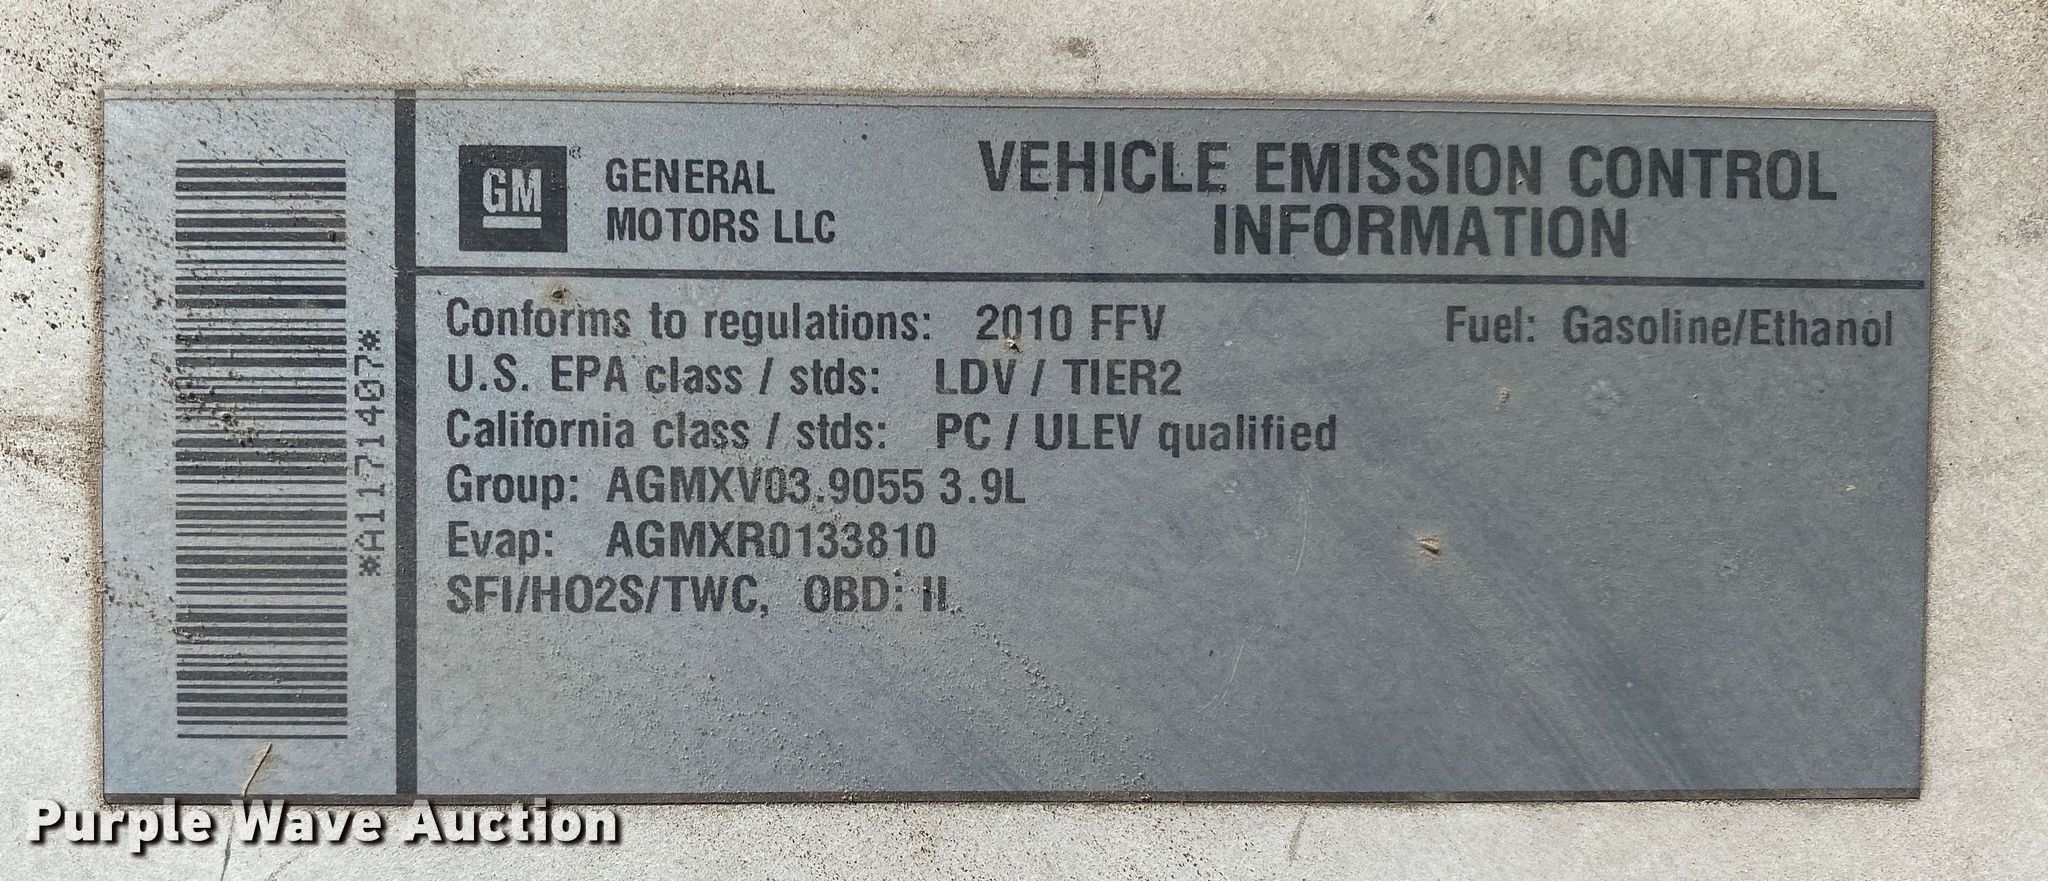 *A11171407*
GM®
GENERAL
MOTORS LLC
VEHICLE EMISSION CONTROL
INFORMATION
Conforms to regulations: 2010 FFV
Fuel: Gasoline/Ethanol
U.S. EPA class / stds: LDV / TIER2
California class / stds: PC / ULEV qualified
Group: AGMXV03.9055 3.9L
Evap: AGMXR0133810
SFI/HO2S/TWC, OBD: II
Purple Wave Auction